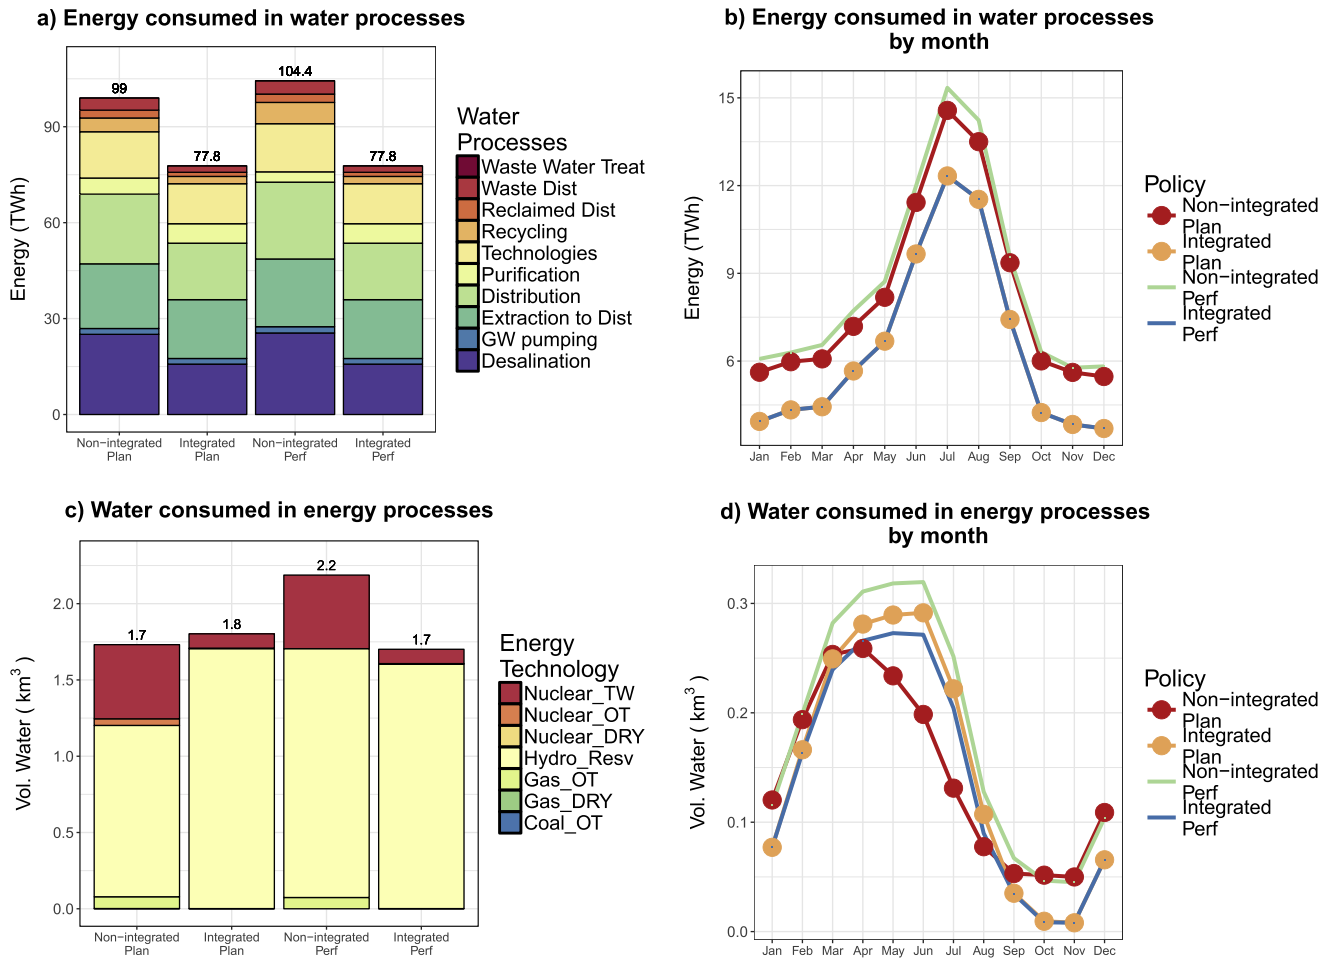 a) Energy consumed in water processes
99
77.8
104.4
77.8
90
60
30
0
Energy (TWh)
Non−integrated
Plan
Integrated
Plan
Non−integrated
Perf
Integrated
Perf
Water
Processes
Waste Water Treat
Waste Dist
Reclaimed Dist
Recycling
Technologies
Purification
Distribution
Extraction to Dist
GW pumping
Desalination
b) Energy consumed in water processes
by month
15
12
9
6
Energy (TWh)
Jan Feb Mar Apr May Jun Jul Aug Sep Oct Nov Dec
Policy
Non−integrated
Plan
Integrated
Plan
Non−integrated
Perf
Integrated
Perf
c) Water consumed in energy processes
1.7
1.8
2.2
1.7
2.0
1.5
1.0
0.5
0.0
Vol. Water ( km³ )
Non−integrated
Plan
Integrated
Plan
Non−integrated
Perf
Integrated
Perf
Energy
Technology
Nuclear_TW
Nuclear_OT
Nuclear_DRY
Hydro_Resv
Gas_OT
Gas_DRY
Coal_OT
d) Water consumed in energy processes
by month
0.3
0.2
0.1
0.0
Vol. Water ( km³ )
Jan Feb Mar Apr May Jun Jul Aug Sep Oct Nov Dec
Policy
Non−integrated
Plan
Integrated
Plan
Non−integrated
Perf
Integrated
Perf